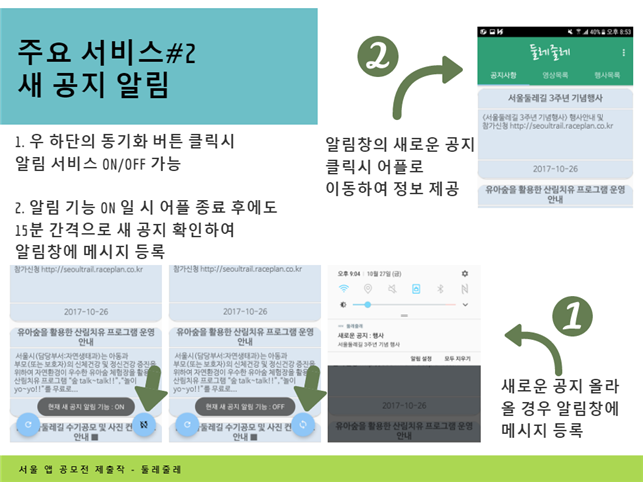 주요 서비스#2
새 공지 알림
1. 우 하단의 동기화 버튼 클릭시
알림 서비스 ON/OFF 가능
2. 알림 기능 ON 일 시 어플 종료 후에도
15분 간격으로 새 공지 확인하여
알림창에 메시지 등록
2
알림창의 새로운 공지
클릭시 어플로
이동하여 정보 제공
40% 오후 8:53
둘레줄레
공지사항 영상목록 행사목록
서울둘레길 3주년 기념행사
<서울둘레길 3주년 기념행사> 행사안내 및
참가신청 http://seoultrail.raceplan.co.kr
2017-10-26
유아숲을 활용한 산림치유 프로그램 운영
안내
참가신청 http://seoultrail.raceplan.co.kr
2017-10-26
유아숲을 활용한 산림치유 프로그램 운영
안내
서울시(담당부서:자연생태과)는 아동과
부모(또는 보호자)의 신체건강 및 정신건강 증진을
위하여 자연환경이 우수한 유아숲 체험장을 활용한
산림치유 프로그램 "숲 talk~talk!!","놀이
yo~yo!!"를 무료로...
현재 새 공지 알림 기능 : ON
둘레길 수기공모 및 사진 컨
안내
참가신청 http://seoultrail.raceplan.co.kr
2017-10-26
유아숲을 활용한 산림치유 프로그램 운영
안내
서울시(담당부서:자연생태과)는 아동과
부모(또는 보호자)의 신체건강 및 정신건강 증진을
위하여 자연환경이 우수한 유아숲 체험장을 활용한
산림치유 프로그램 "숲 talk~talk!!","놀이
yo~yo!!"를 무료로...
현재 새 공지 알림 기능 : OFF
둘레길 수기공모 및 사진 컨
안내
오후 9:04 10월 27일 (금)
둘레줄레
새로운 공지 : 행사
서울둘레길 3주년 기념 행사
알림 설정 모두 지우기
2017-10-26
유아숲을 활용한 산림치유 프로그램 운영
안내
1
새로운 공지 올라
올 경우 알림창에
메시지 등록
서울 앱 공모전 제출작 - 둘레줄레